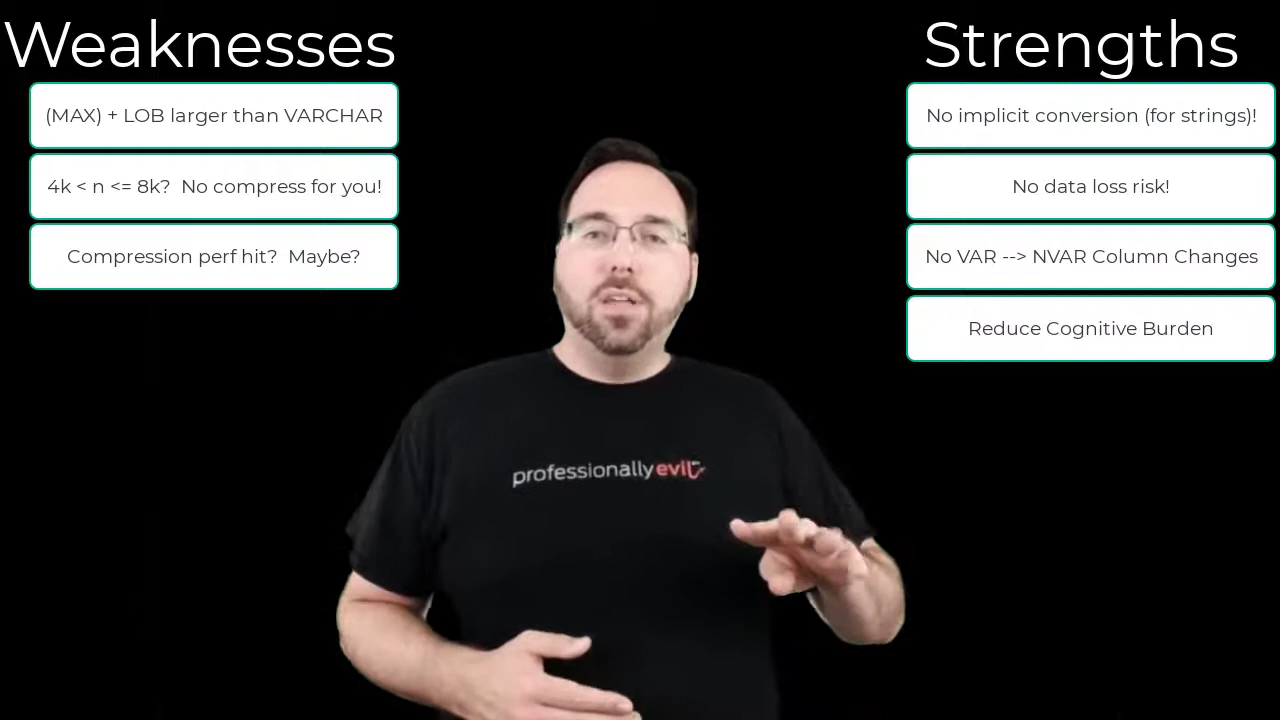 Weaknesses
(MAX) + LOB larger than VARCHAR
4k < n <= 8k?  No compress for you!
Compression perf hit?  Maybe?
Strengths
No implicit conversion (for strings)!
No data loss risk!
No VAR --> NVAR Column Changes
Reduce Cognitive Burden
professionallyevil